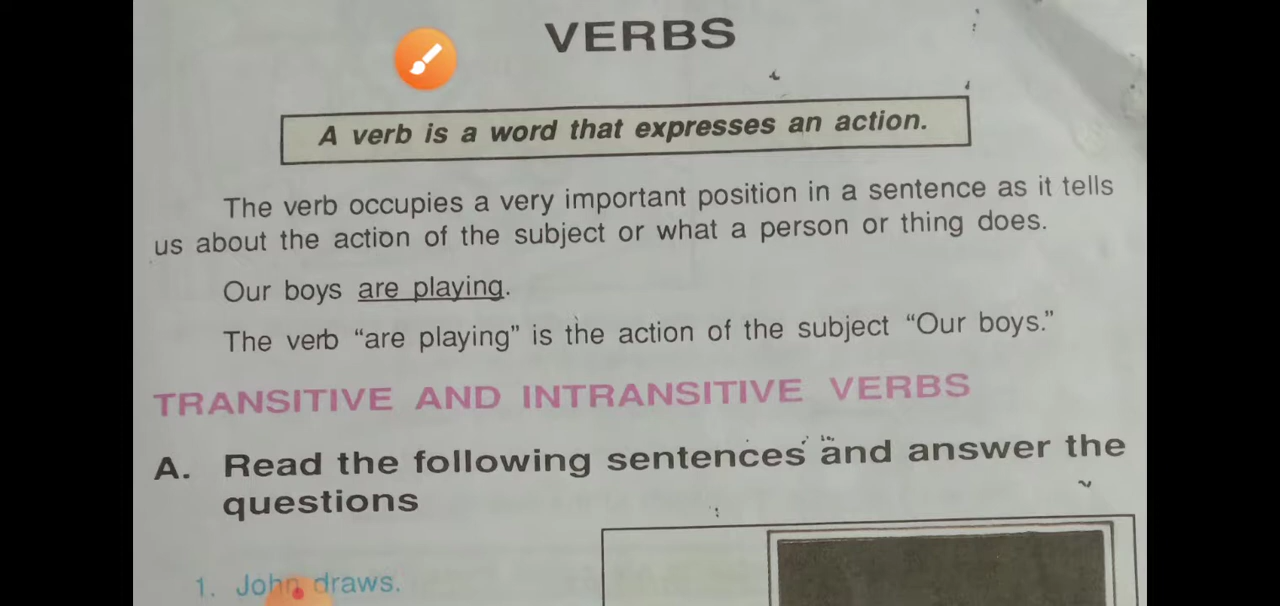 VERBS
A verb is a word that expresses an action.
The verb occupies a very important position in a sentence as it tells
us about the action of the subject or what a person or thing does.
Our boys are playing.
The verb “are playing” is the action of the subject “Our boys.”
TRANSITIVE AND INTRANSITIVE VERBS
A. Read the following sentences and answer the
questions
1. John draws.